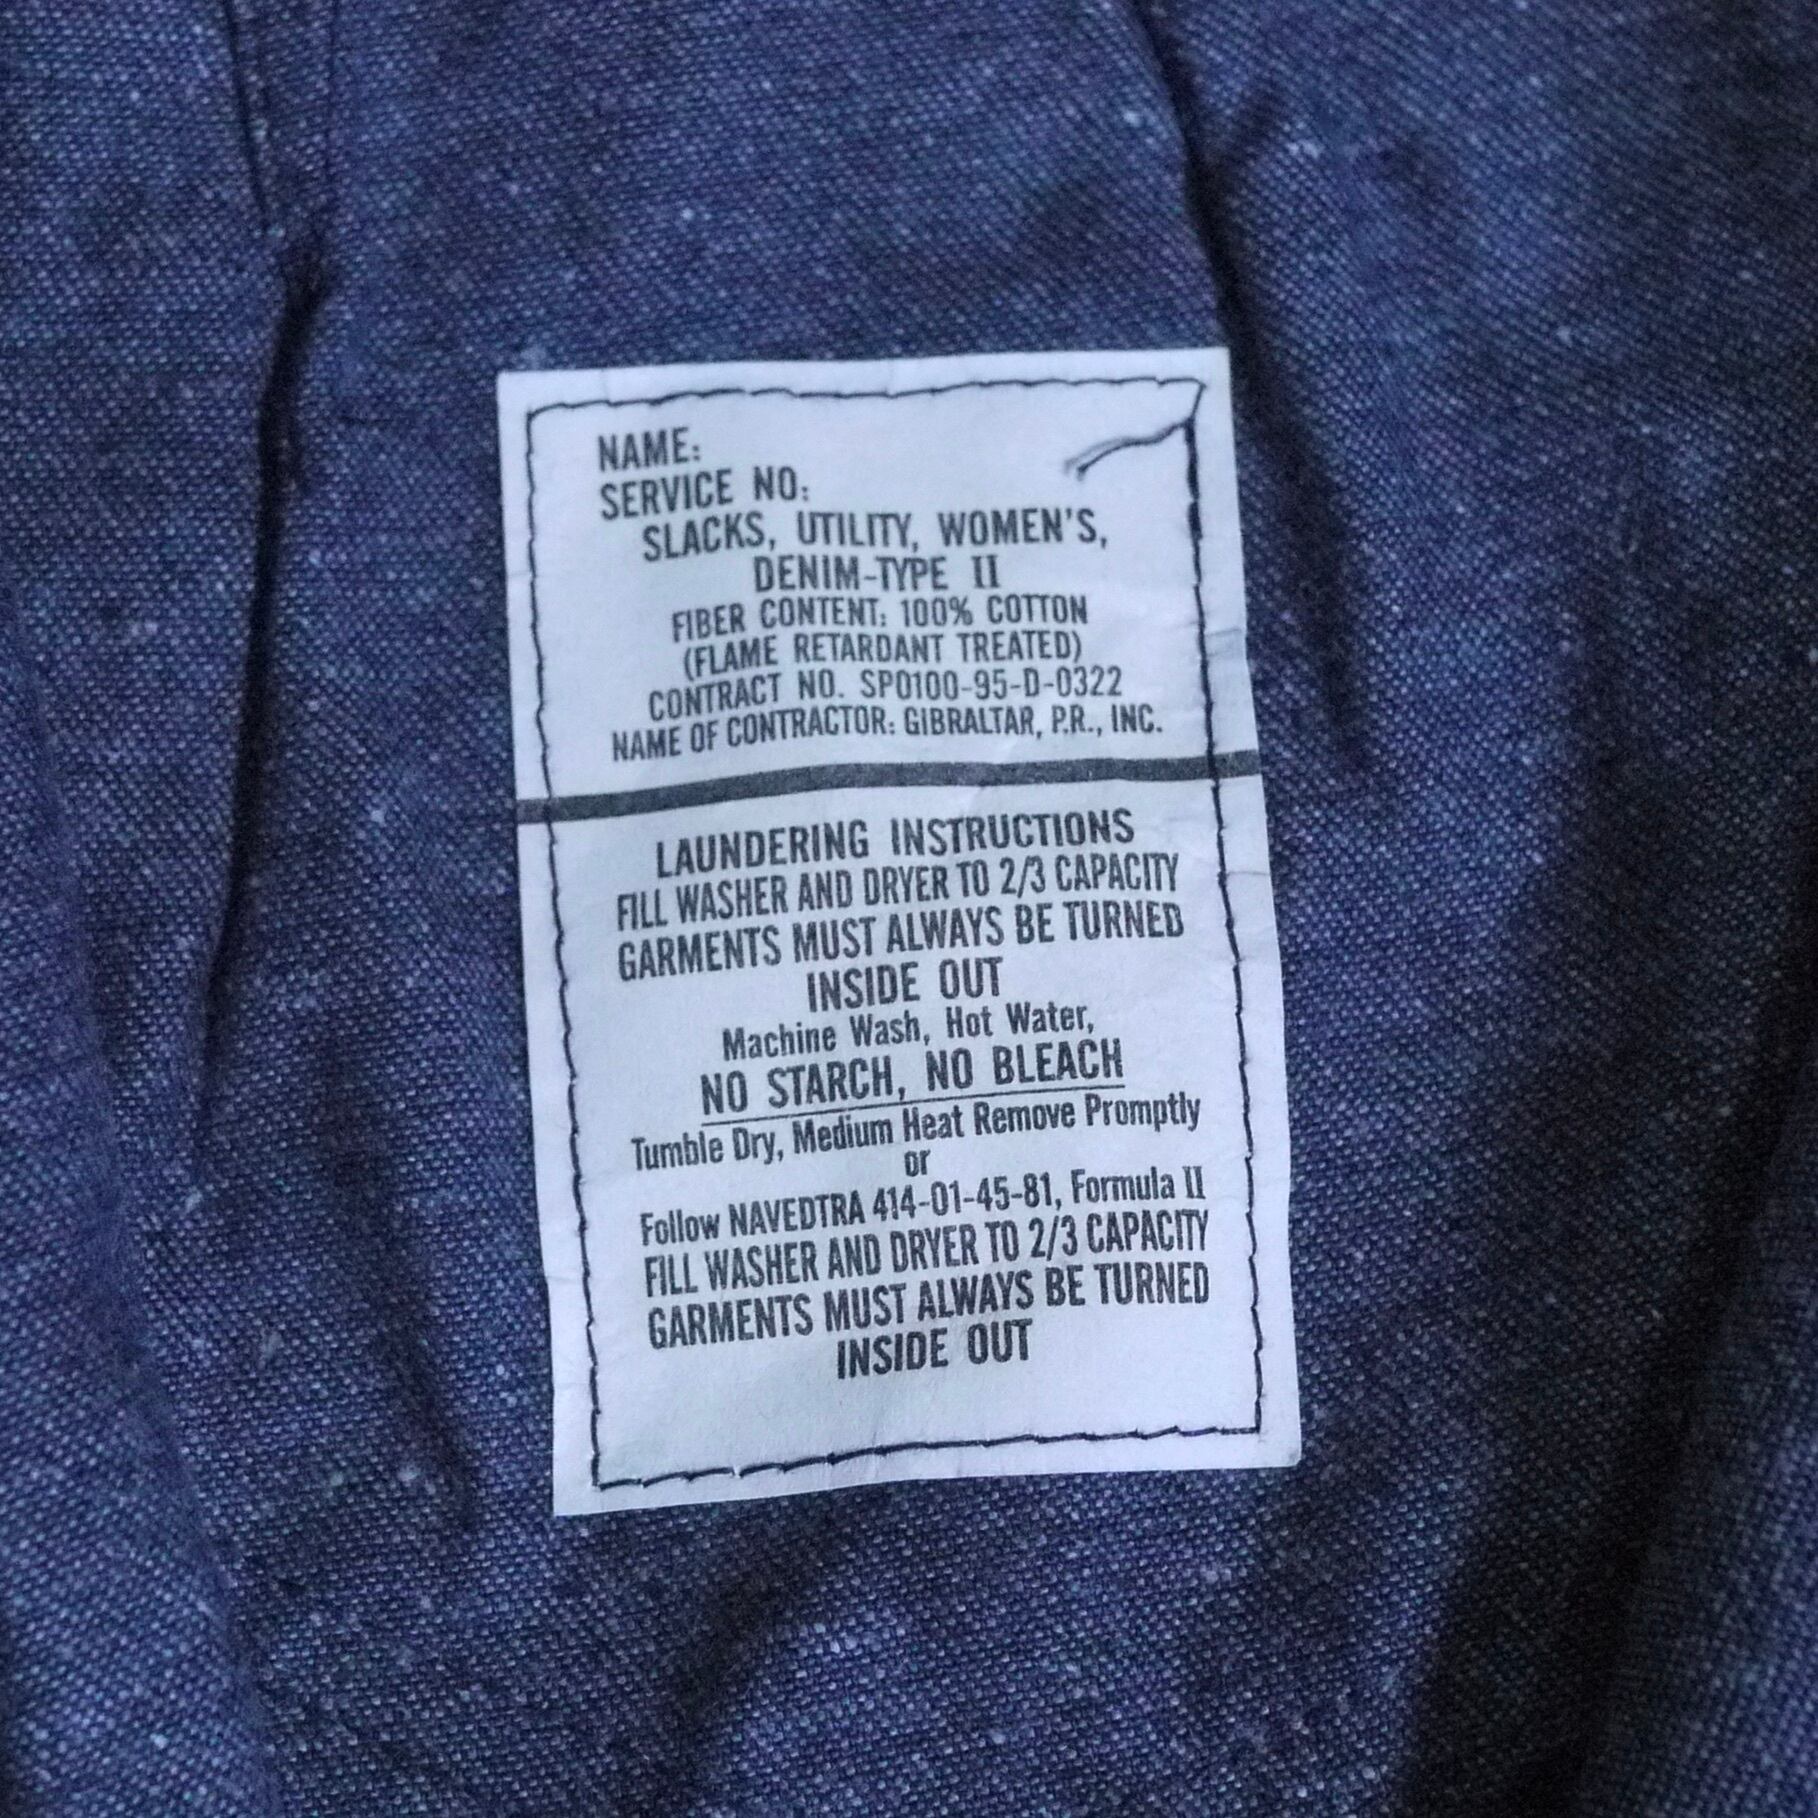 NAME:
SERVICE NO:
SLACKS, UTILITY, WOMEN'S,
DENIM-TYPE II
FIBER CONTENT: 100% COTTON
(FLAME RETARDANT TREATED)
CONTRACT NO. SP0100-95-D-0322
NAME OF CONTRACTOR: GIBRALTAR, P.R., INC.
LAUNDERING INSTRUCTIONS
FILL WASHER AND DRYER TO 2/3 CAPACITY
GARMENTS MUST ALWAYS BE TURNED
INSIDE OUT
Machine Wash, Hot Water,
NO STARCH, NO BLEACH
Tumble Dry, Medium Heat Remove Promptly
or
Follow NAVEDTRA 414-01-45-81, Formula II
FILL WASHER AND DRYER TO 2/3 CAPACITY
GARMENTS MUST ALWAYS BE TURNED
INSIDE OUT